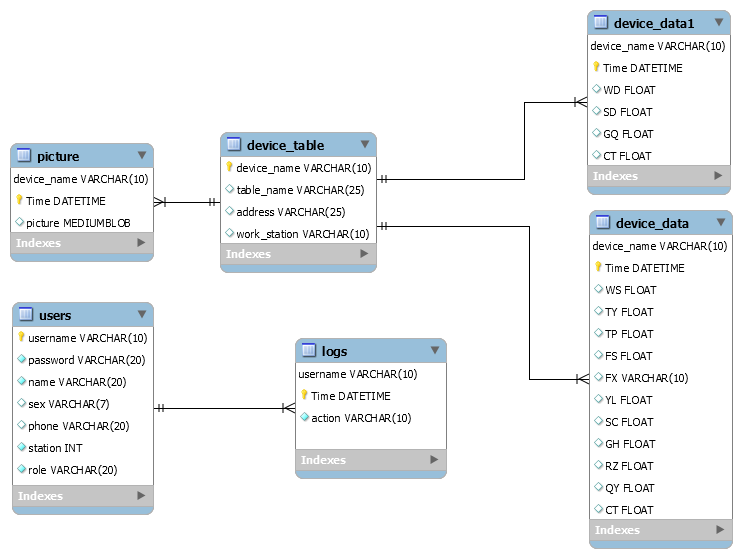 picture
device_name VARCHAR(10)
Time DATETIME
picture MEDIUMBLOB
Indexes
device_table
device_name VARCHAR(10)
table_name VARCHAR(25)
address VARCHAR(25)
work_station VARCHAR(10)
Indexes
device_data1
device_name VARCHAR(10)
Time DATETIME
WD FLOAT
SD FLOAT
GQ FLOAT
CT FLOAT
Indexes
device_data
device_name VARCHAR(10)
Time DATETIME
WS FLOAT
TY FLOAT
TP FLOAT
FS FLOAT
FX VARCHAR(10)
YL FLOAT
SC FLOAT
GH FLOAT
RZ FLOAT
QY FLOAT
CT FLOAT
Indexes
users
username VARCHAR(10)
password VARCHAR(20)
name VARCHAR(20)
sex VARCHAR(7)
phone VARCHAR(20)
station INT
role VARCHAR(20)
Indexes
logs
username VARCHAR(10)
Time DATETIME
action VARCHAR(10)
Indexes